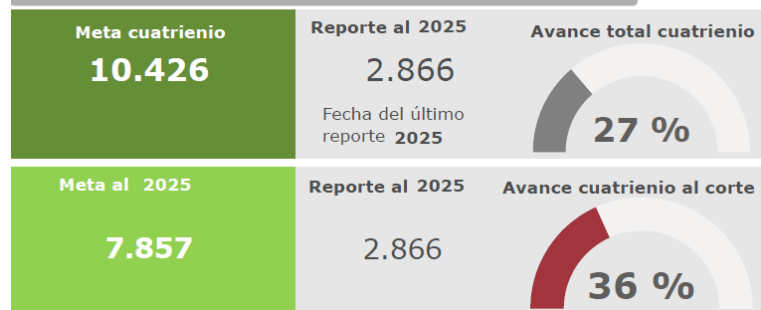 Meta cuatrienio
10.426
Reporte al 2025
2.866
Fecha del último
reporte 2025
Avance total cuatrienio
27 %
Meta al 2025
7.857
Reporte al 2025
2.866
Avance cuatrienio al corte
36 %